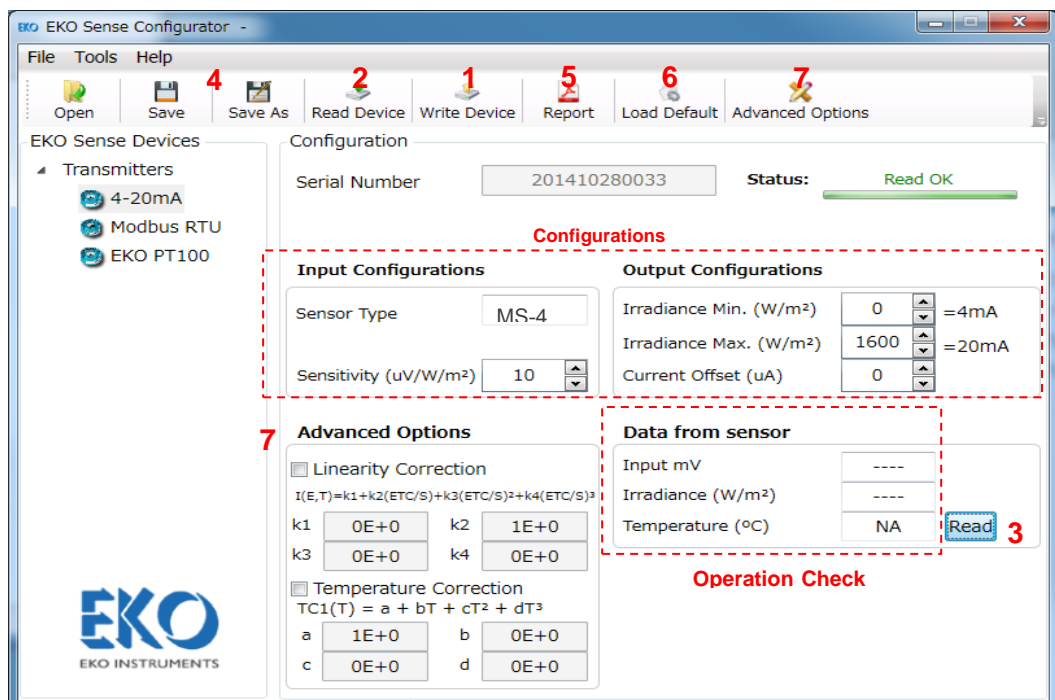 EKO EKO Sense Configurator -
File Tools Help
4 2 1 5 6 7
Open Save Save As Read Device Write Device Report Load Default Advanced Options
EKO Sense Devices
Transmitters
4-20mA
Modbus RTU
EKO PT100
Configuration
Serial Number 201410280033 Status: Read OK
Configurations
Input Configurations
Sensor Type MS-4
Sensitivity (uV/W/m²) 10
Output Configurations
Irradiance Min. (W/m²) 0 =4mA
Irradiance Max. (W/m²) 1600 =20mA
Current Offset (uA) 0
7 Advanced Options
Linearity Correction
I(E,T)=k1+k2(ETC/S)+k3(ETC/S)²+k4(ETC/S)³
k1 0E+0 k2 1E+0
k3 0E+0 k4 0E+0
Temperature Correction
TC1(T) = a + bT + cT² + dT³
a 1E+0 b 0E+0
c 0E+0 d 0E+0
Data from sensor
Input mV ----
Irradiance (W/m²) ----
Temperature (ºC) NA Read 3
Operation Check
EKO
EKO INSTRUMENTS